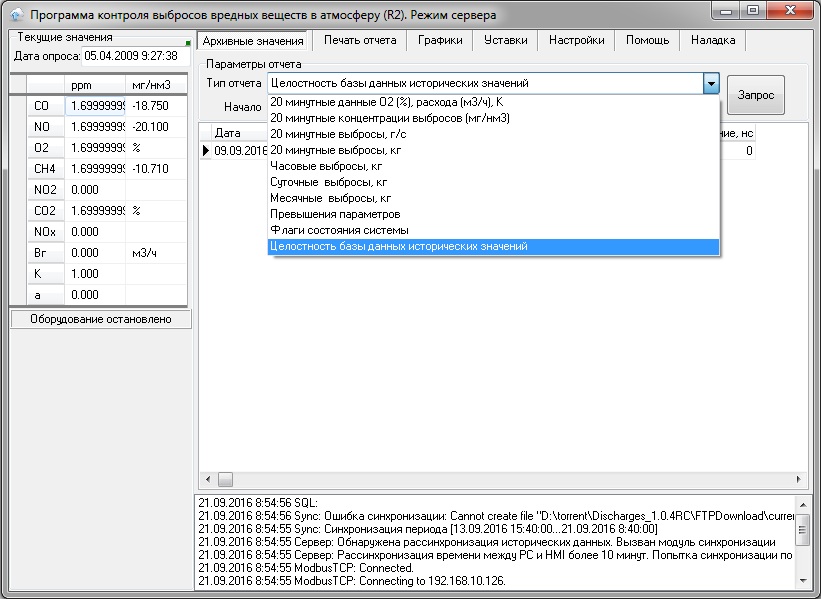 Программа контроля выбросов вредных веществ в атмосферу (R2). Режим сервера
Текущие значения
Дата опроса: 05.04.2009 9:27:38
ppm мг/нм3
CO 1.69999999 -18.750
NO 1.69999999 -20.100
O2 1.69999999 %
CH4 1.69999999 -10.710
NO2 0.000
CO2 1.69999999 %
NOx 0.000
Вг 0.000 м3/ч
К 1.000
a 0.000
Оборудование остановлено
Архивные значения Печать отчета Графики Уставки Настройки Помощь Наладка
Параметры отчета
Тип отчета Целостность базы данных исторических значений
Запрос
Начало
20 минутные данные О2 (%), расхода (м3/ч), К
20 минутные концентрации выбросов (мг/нм3)
20 минутные выбросы, г/с
20 минутные выбросы, кг
Часовые выбросы, кг
Суточные выбросы, кг
Месячные выбросы, кг
Превышения параметров
Флаги состояния системы
Целостность базы данных исторических значений
Дата ние, нс
09.09.2016 0
21.09.2016 8:54:56 SQL:
21.09.2016 8:54:56 Sync: Ошибка синхронизации: Cannot create file "D:\torrent\Discharges_1.0.4RC\FTPDownload\curre
21.09.2016 8:54:55 Sync: Синхронизация периода [13.09.2016 15:40:00...21.09.2016 8:40:00]
21.09.2016 8:54:55 Сервер: Обнаружена рассинхронизация исторических данных. Вызван модуль синхронизации
21.09.2016 8:54:55 Сервер: Рассинхронизация времени между PC и HMI более 10 минут. Попытка синхронизации по
21.09.2016 8:54:55 ModbusTCP: Connected.
21.09.2016 8:54:55 ModbusTCP: Connecting to 192.168.10.126.